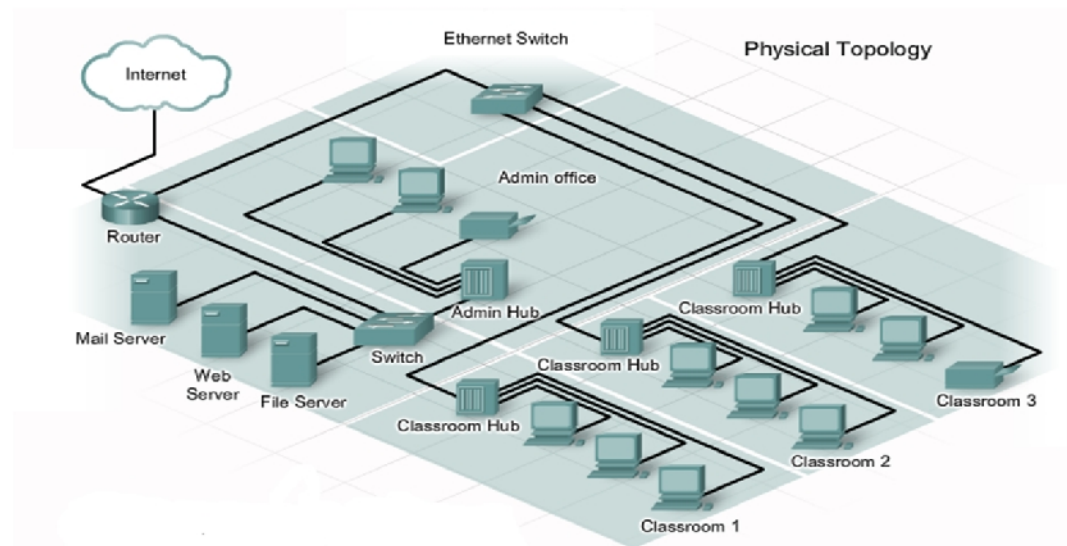 Ethernet Switch
Physical Topology
Internet
Admin office
Router
Admin Hub
Classroom Hub
Mail Server
Switch
Classroom Hub
Web
Server
File Server
Classroom Hub
Classroom 3
Classroom 2
Classroom 1